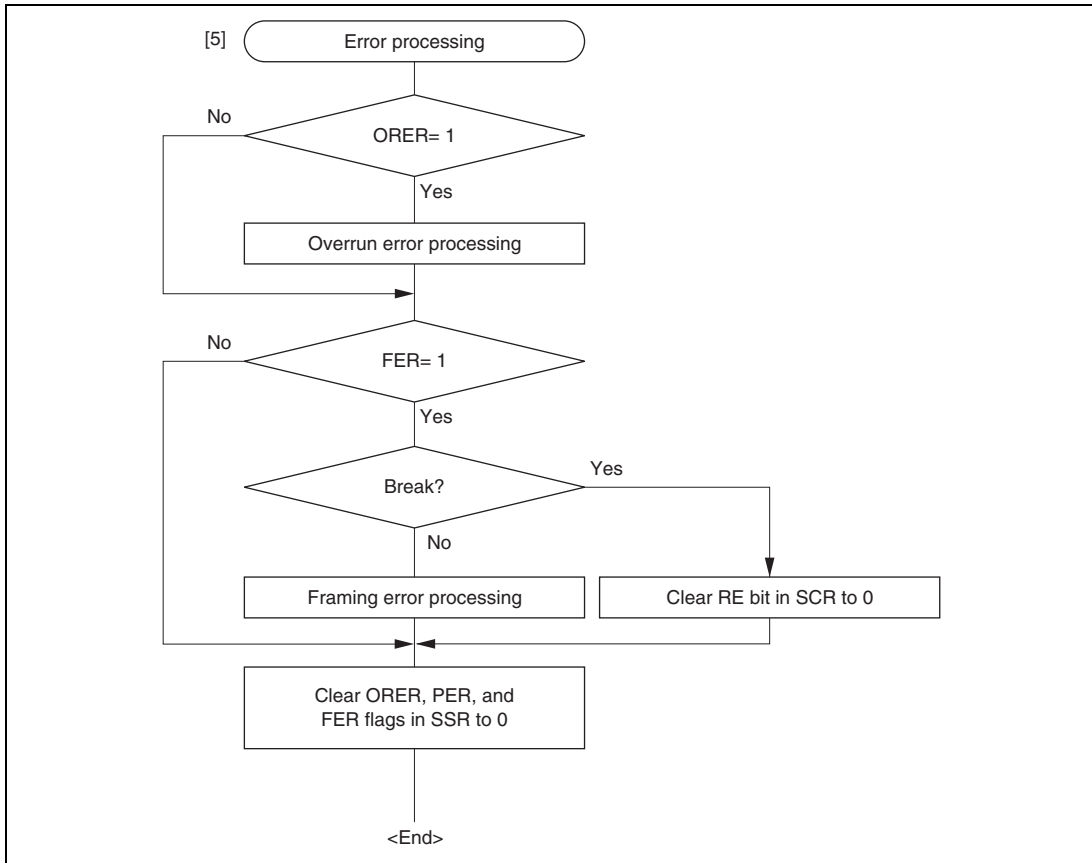 [5]
Error processing
No
ORER= 1
Yes
Overrun error processing
No
FER= 1
Yes
Yes
Break?
No
Framing error processing
Clear RE bit in SCR to 0
Clear ORER, PER, and
FER flags in SSR to 0
<End>